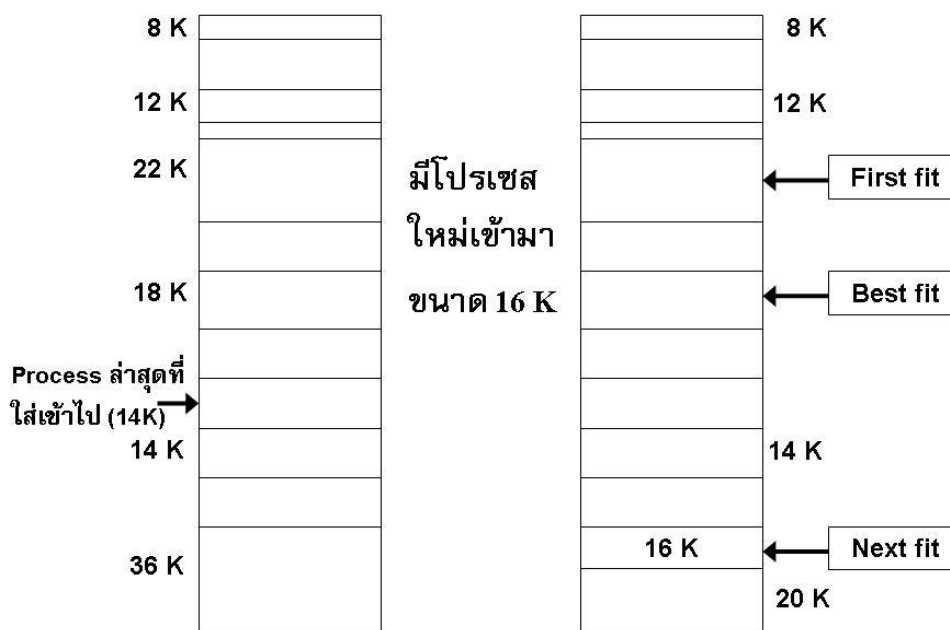 8 K
12 K
22 K
18 K
Process ล่าสุดที่
ใส่เข้าไป (14K)
14 K
36 K
มีโปรเซส
ใหม่เข้ามา
ขนาด 16 K
8 K
12 K
First fit
Best fit
14 K
16 K
Next fit
20 K